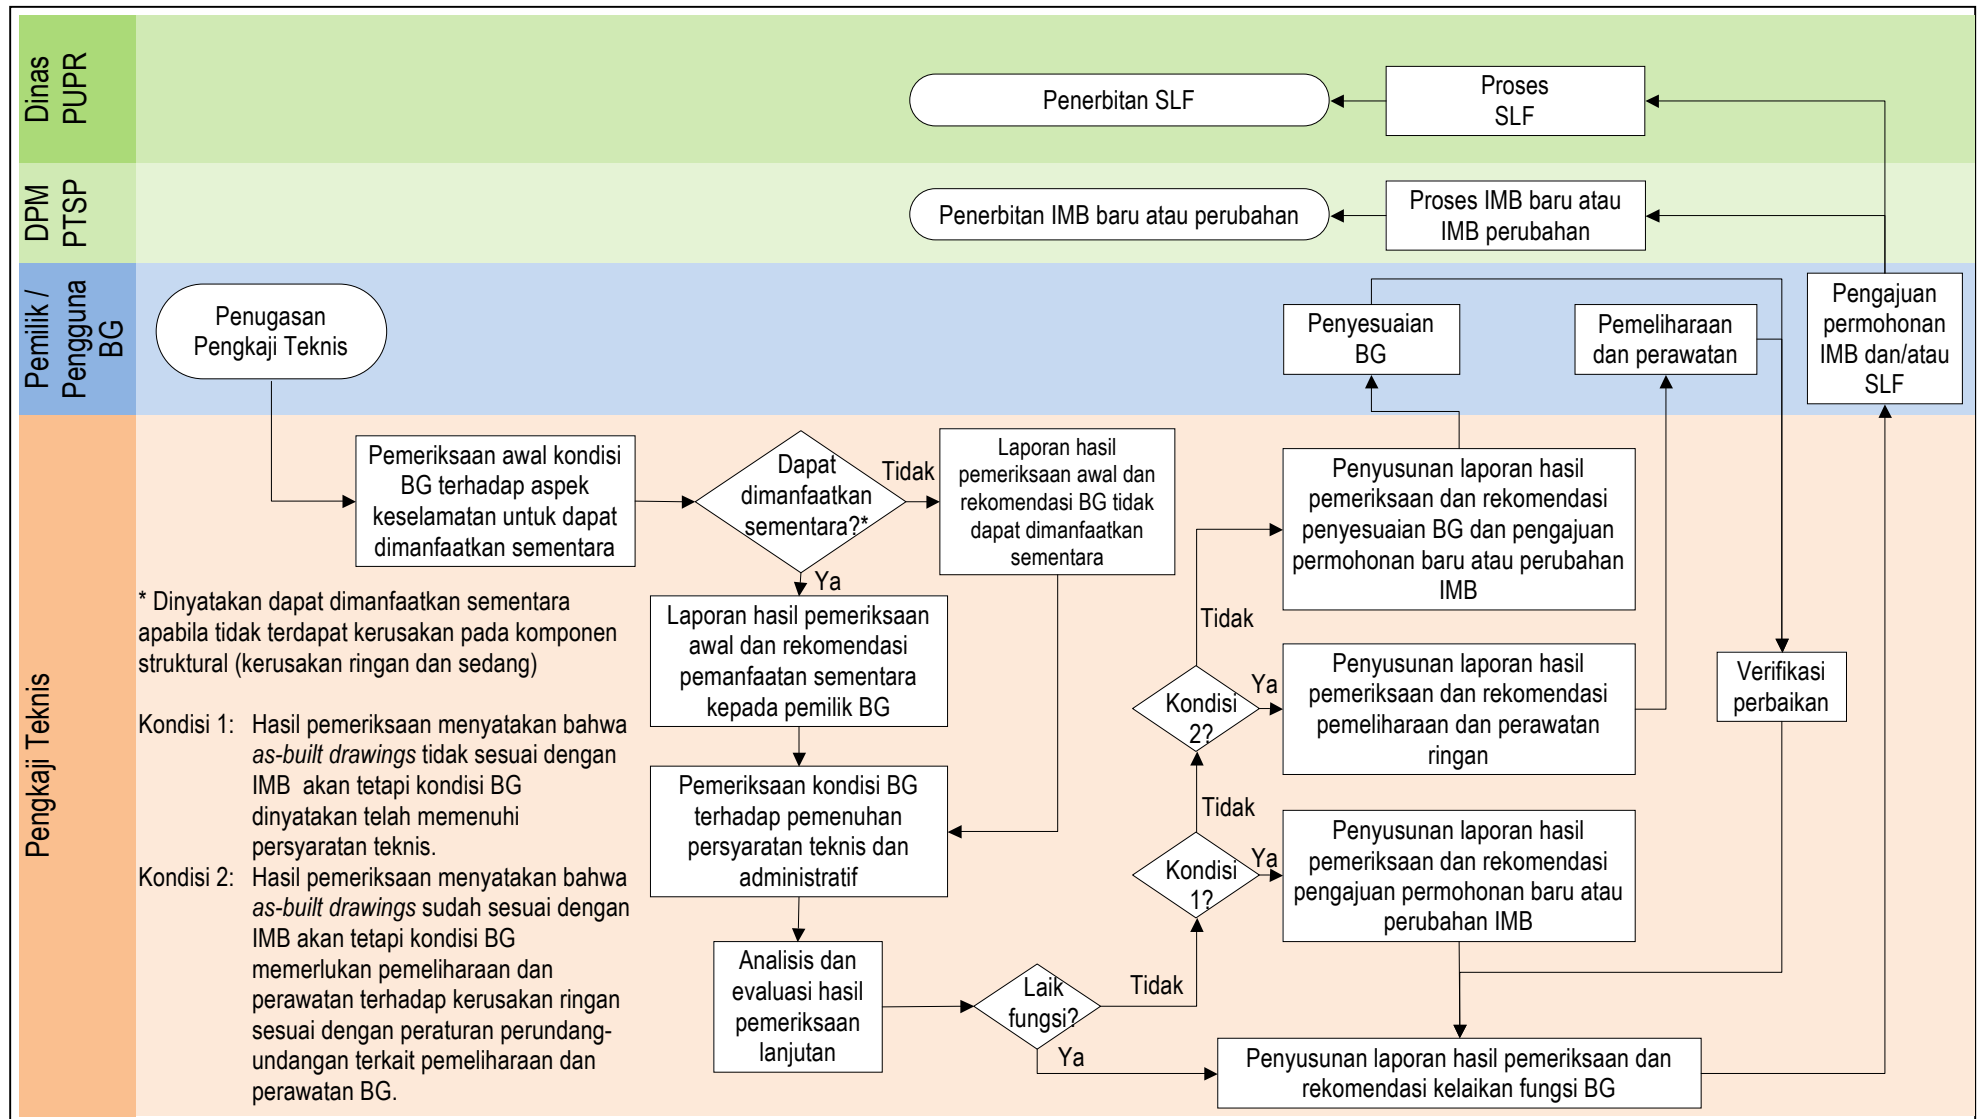 Dinas
PUPR
Penerbitan SLF
Proses
SLF
DPM
PTSP
Penerbitan IMB baru atau perubahan
Proses IMB baru atau
IMB perubahan
Pemilik /
Pengguna
BG
Penugasan
Pengkaji Teknis
Penyesuaian
BG
Pemeliharaan
dan perawatan
Pengajuan
permohonan
IMB dan/atau
SLF
Pengkaji Teknis
Pemeriksaan awal kondisi
BG terhadap aspek
keselamatan untuk dapat
dimanfaatkan sementara
Dapat
dimanfaatkan
sementara?*
Tidak
Laporan hasil
pemeriksaan awal dan
rekomendasi BG tidak
dapat dimanfaatkan
sementara
Ya
Laporan hasil pemeriksaan
awal dan rekomendasi
pemanfaatan sementara
kepada pemilik BG
Pemeriksaan kondisi BG
terhadap pemenuhan
persyaratan teknis dan
administratif
Analisis dan
evaluasi hasil
pemeriksaan
lanjutan
Laik
fungsi?
Tidak
Ya
Kondisi
1?
Ya
Tidak
Kondisi
2?
Ya
Tidak
Penyusunan laporan hasil
pemeriksaan dan rekomendasi
penyesuaian BG dan pengajuan
permohonan baru atau perubahan
IMB
Penyusunan laporan hasil
pemeriksaan dan rekomendasi
pemeliharaan dan perawatan
ringan
Penyusunan laporan hasil
pemeriksaan dan rekomendasi
pengajuan permohonan baru atau
perubahan IMB
Verifikasi
perbaikan
Penyusunan laporan hasil pemeriksaan dan
rekomendasi kelaikan fungsi BG
* Dinyatakan dapat dimanfaatkan sementara
apabila tidak terdapat kerusakan pada komponen
struktural (kerusakan ringan dan sedang)
Kondisi 1: Hasil pemeriksaan menyatakan bahwa
as-built drawings tidak sesuai dengan
IMB akan tetapi kondisi BG
dinyatakan telah memenuhi
persyaratan teknis.
Kondisi 2: Hasil pemeriksaan menyatakan bahwa
as-built drawings sudah sesuai dengan
IMB akan tetapi kondisi BG
memerlukan pemeliharaan dan
perawatan terhadap kerusakan ringan
sesuai dengan peraturan perundang-
undangan terkait pemeliharaan dan
perawatan BG.